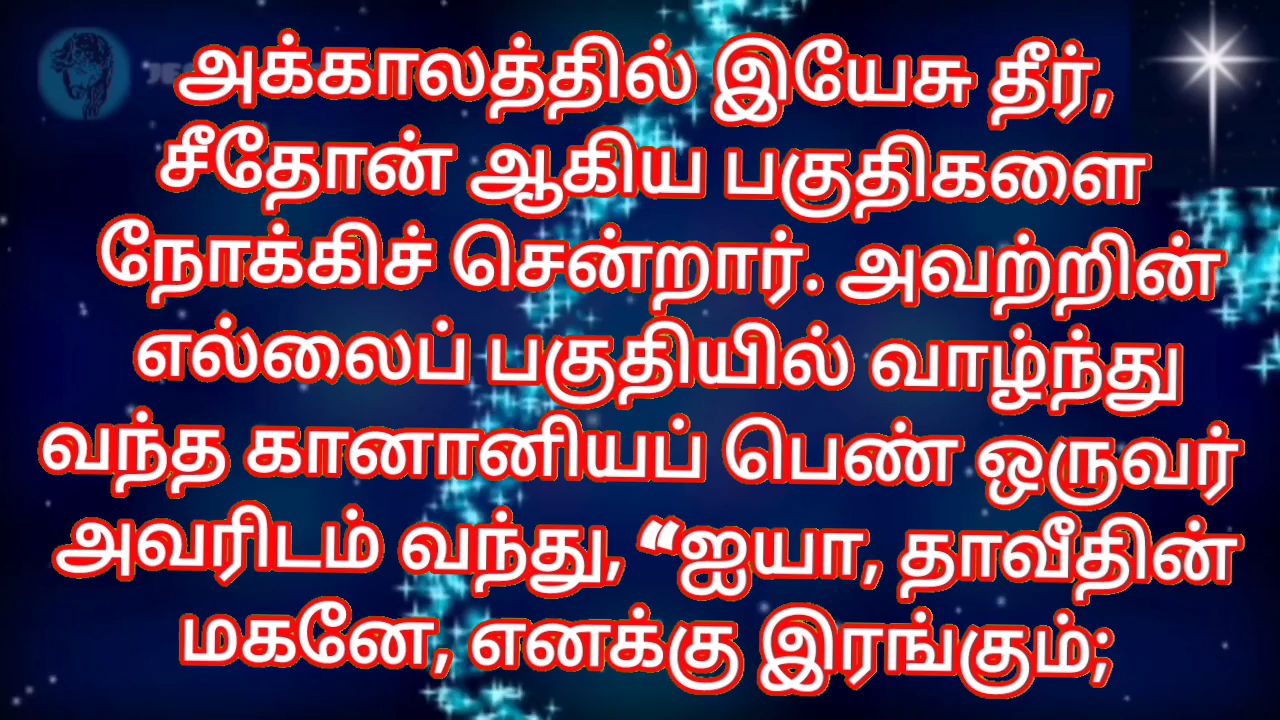 அக்காலத்தில் இயேசு தீர்,
சீதோன் ஆகிய பகுதிகளை
நோக்கிச் சென்றார். அவற்றின்
எல்லைப் பகுதியில் வாழ்ந்து
வந்த கானானியப் பெண் ஒருவர்
அவரிடம் வந்து, “ஐயா, தாவீதின்
மகனே, எனக்கு இரங்கும்;